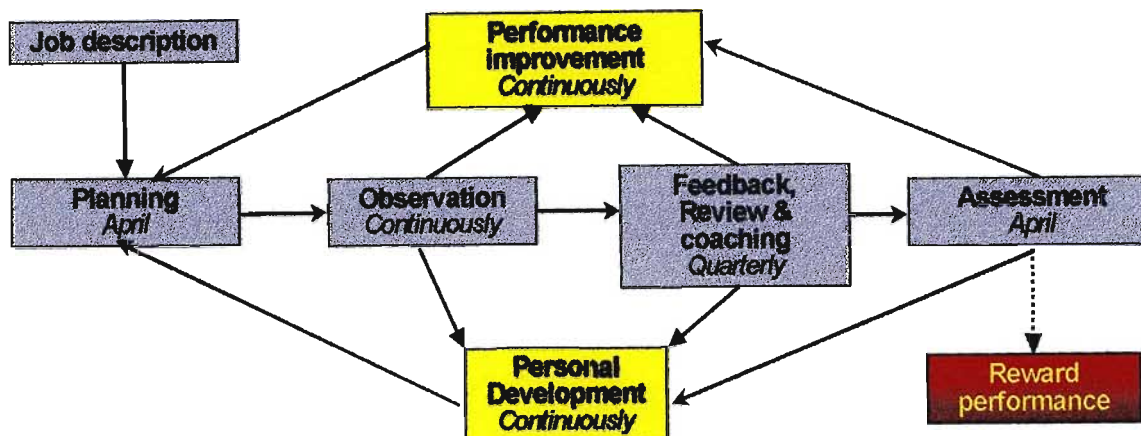 Job description
Performance
improvement
Continuously
Planning
April
Observation
Continuously
Feedback,
Review &
coaching
Quarterly
Assessment
April
Personal
Development
Continuously
Reward
performance